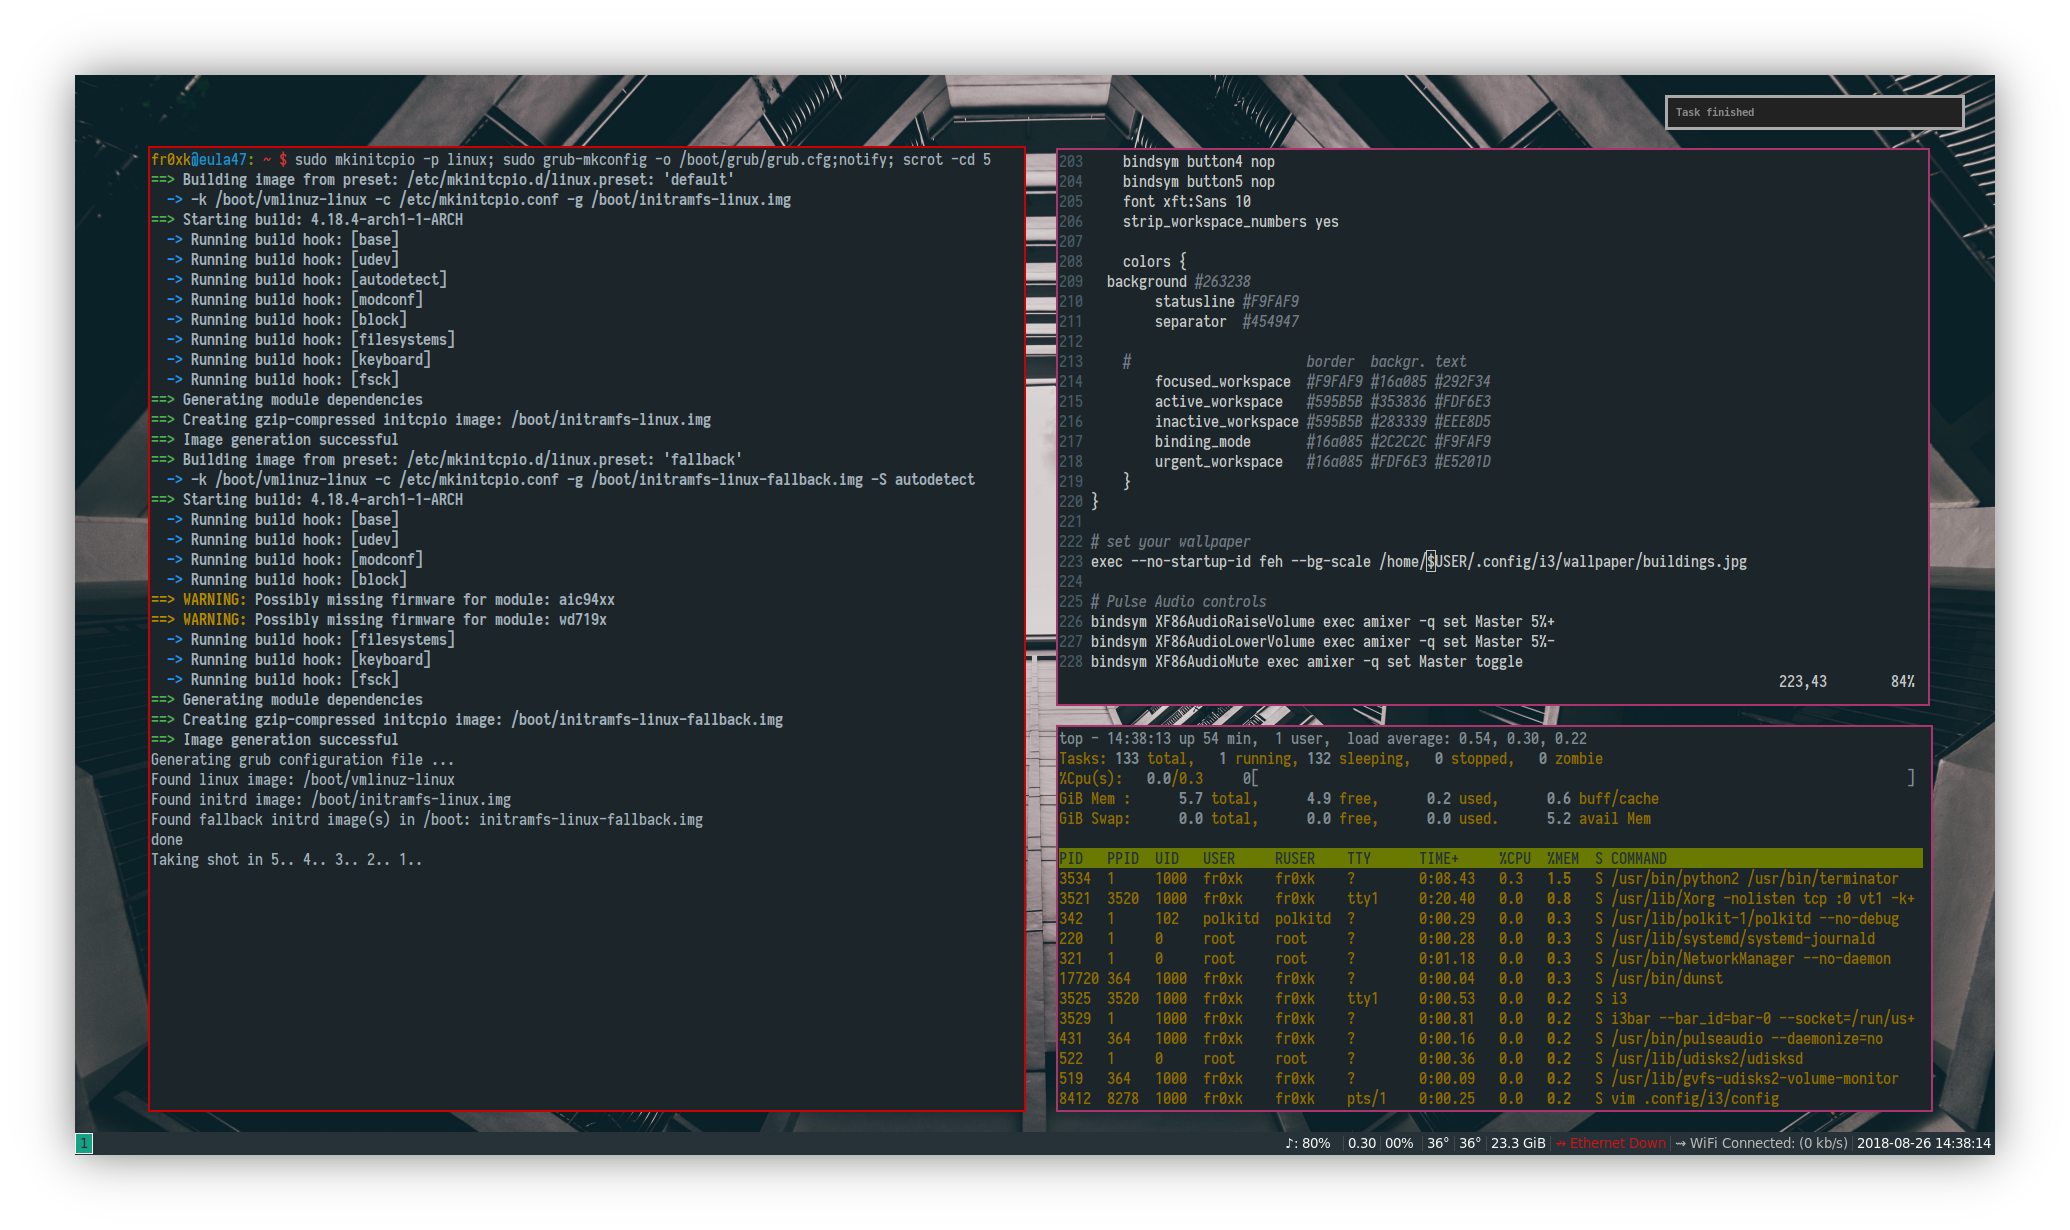 Task finished
fr0xk@eula47: ~ $ sudo mkinitcpio -p linux; sudo grub-mkconfig -o /boot/grub/grub.cfg;notify; scrot -cd 5
==> Building image from preset: /etc/mkinitcpio.d/linux.preset: 'default'
  -> -k /boot/vmlinuz-linux -c /etc/mkinitcpio.conf -g /boot/initramfs-linux.img
==> Starting build: 4.18.4-arch1-1-ARCH
  -> Running build hook: [base]
  -> Running build hook: [udev]
  -> Running build hook: [autodetect]
  -> Running build hook: [modconf]
  -> Running build hook: [block]
  -> Running build hook: [filesystems]
  -> Running build hook: [keyboard]
  -> Running build hook: [fsck]
==> Generating module dependencies
==> Creating gzip-compressed initcpio image: /boot/initramfs-linux.img
==> Image generation successful
==> Building image from preset: /etc/mkinitcpio.d/linux.preset: 'fallback'
  -> -k /boot/vmlinuz-linux -c /etc/mkinitcpio.conf -g /boot/initramfs-linux-fallback.img -S autodetect
==> Starting build: 4.18.4-arch1-1-ARCH
  -> Running build hook: [base]
  -> Running build hook: [udev]
  -> Running build hook: [modconf]
  -> Running build hook: [block]
==> WARNING: Possibly missing firmware for module: aic94xx
==> WARNING: Possibly missing firmware for module: wd719x
  -> Running build hook: [filesystems]
  -> Running build hook: [keyboard]
  -> Running build hook: [fsck]
==> Generating module dependencies
==> Creating gzip-compressed initcpio image: /boot/initramfs-linux-fallback.img
==> Image generation successful
Generating grub configuration file ...
Found linux image: /boot/vmlinuz-linux
Found initrd image: /boot/initramfs-linux.img
Found fallback initrd image(s) in /boot: initramfs-linux-fallback.img
done
Taking shot in 5.. 4.. 3.. 2.. 1..
203     bindsym button4 nop
204     bindsym button5 nop
205     font xft:Sans 10
206     strip_workspace_numbers yes
207
208     colors {
209   background #263238
210         statusline #F9FAF9
211         separator  #454947
212
213     #                      border  backgr. text
214         focused_workspace  #F9FAF9 #16a085 #292F34
215         active_workspace   #595B5B #353836 #FDF6E3
216         inactive_workspace #595B5B #283339 #EEE8D5
217         binding_mode       #16a085 #2C2C2C #F9FAF9
218         urgent_workspace   #16a085 #FDF6E3 #E5201D
219     }
220 }
221
222 # set your wallpaper
223 exec --no-startup-id feh --bg-scale /home/$USER/.config/i3/wallpaper/buildings.jpg
224
225 # Pulse Audio controls
226 bindsym XF86AudioRaiseVolume exec amixer -q set Master 5%+
227 bindsym XF86AudioLowerVolume exec amixer -q set Master 5%-
228 bindsym XF86AudioMute exec amixer -q set Master toggle
223,43        84%
top - 14:38:13 up 54 min,  1 user,  load average: 0.54, 0.30, 0.22
Tasks: 133 total,   1 running, 132 sleeping,   0 stopped,   0 zombie
%Cpu(s):   0.0/0.3     0[                                        ]
GiB Mem :      5.7 total,      4.9 free,      0.2 used,      0.6 buff/cache
GiB Swap:      0.0 total,      0.0 free,      0.0 used.      5.2 avail Mem
PID   PPID  UID   USER     RUSER    TTY      TIME+     %CPU  %MEM  S COMMAND
3534  1     1000  fr0xk    fr0xk    ?        0:08.43   0.3   1.5   S /usr/bin/python2 /usr/bin/terminator
3521  3520  1000  fr0xk    fr0xk    tty1     0:20.40   0.0   0.8   S /usr/lib/Xorg -nolisten tcp :0 vt1 -k+
342   1     102   polkitd  polkitd  ?        0:00.29   0.0   0.3   S /usr/lib/polkit-1/polkitd --no-debug
220   1     0     root     root     ?        0:00.28   0.0   0.3   S /usr/lib/systemd/systemd-journald
321   1     0     root     root     ?        0:01.18   0.0   0.3   S /usr/bin/NetworkManager --no-daemon
17720 364   1000  fr0xk    fr0xk    ?        0:00.04   0.0   0.3   S /usr/bin/dunst
3525  3520  1000  fr0xk    fr0xk    tty1     0:00.53   0.0   0.2   S i3
3529  1     1000  fr0xk    fr0xk    ?        0:00.81   0.0   0.2   S i3bar --bar_id=bar-0 --socket=/run/us+
431   364   1000  fr0xk    fr0xk    ?        0:00.16   0.0   0.2   S /usr/bin/pulseaudio --daemonize=no
522   1     0     root     root     ?        0:00.36   0.0   0.2   S /usr/lib/udisks2/udisksd
519   364   1000  fr0xk    fr0xk    ?        0:00.09   0.0   0.2   S /usr/lib/gvfs-udisks2-volume-monitor
8412  8278  1000  fr0xk    fr0xk    pts/1    0:00.25   0.0   0.2   S vim .config/i3/config
1
♪: 80% | 0.30 | 00% | 36° | 36° | 23.3 GiB | ⇝ Ethernet Down | ⇝ WiFi Connected: (0 kb/s) | 2018-08-26 14:38:14